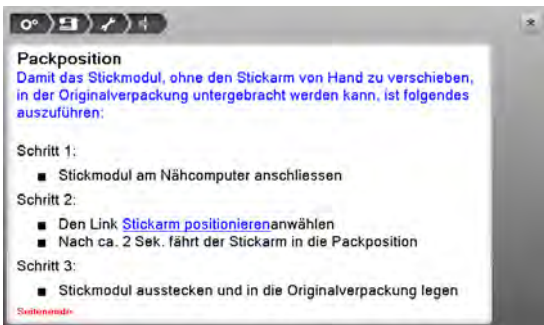 Packposition
Damit das Stickmodul, ohne den Stickarm von Hand zu verschieben,
in der Originalverpackung untergebracht werden kann, ist folgendes
auszuführen:
Schritt 1:
Stickmodul am Nähcomputer anschliessen
Schritt 2:
Den Link Stickarm positionierenanwählen
Nach ca. 2 Sek. fährt der Stickarm in die Packposition
Schritt 3:
Stickmodul ausstecken und in die Originalverpackung legen
Seitenende